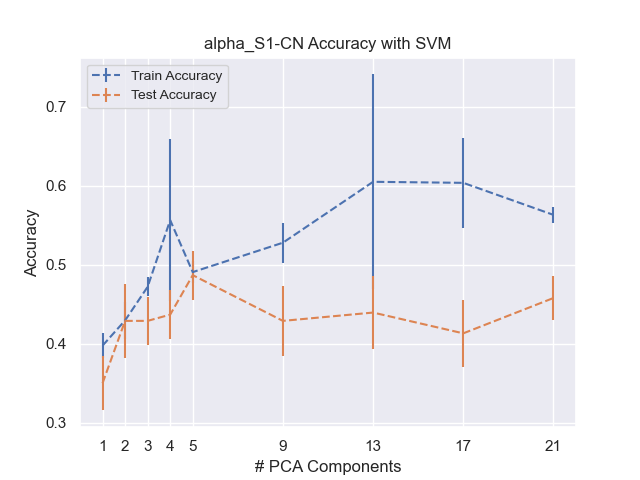 alpha_S1-CN Accuracy with SVM
Train Accuracy
Test Accuracy
0.7
0.6
0.5
0.4
0.3
Accuracy
1 2 3 4 5 9 13 17 21
# PCA Components